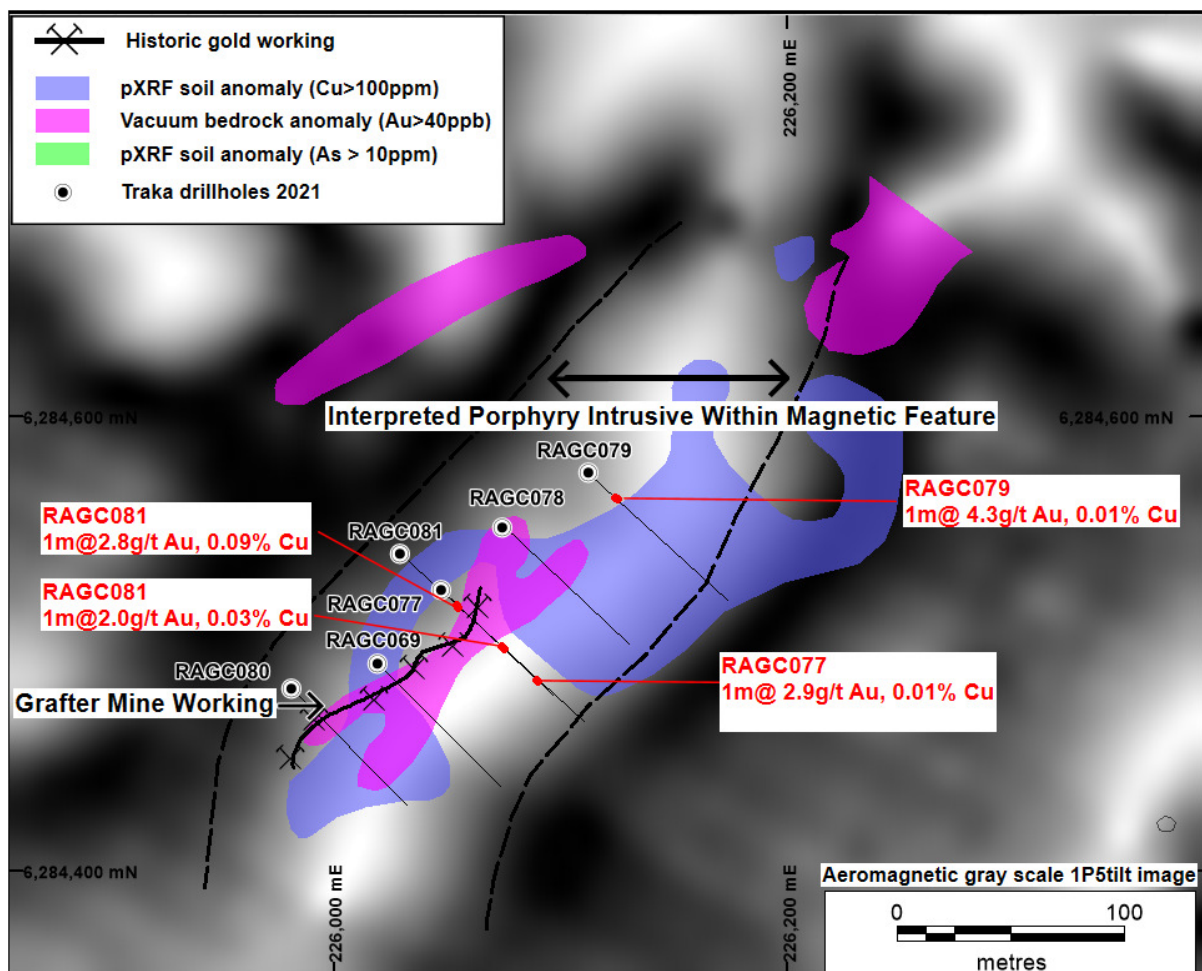 Historic gold working
pXRF soil anomaly (Cu>100ppm)
Vacuum bedrock anomaly (Au>40ppb)
pXRF soil anomaly (As > 10ppm)
Traka drillholes 2021
226,200 mE
6,284,600 mN
6,284,600 mN
Interpreted Porphyry Intrusive Within Magnetic Feature
RAGC079
RAGC078
RAGC079
1m@ 4.3g/t Au, 0.01% Cu
RAGC081
1m@2.8g/t Au, 0.09% Cu
RAGC081
RAGC081
1m@2.0g/t Au, 0.03% Cu
RAGC077
RAGC069
RAGC080
RAGC077
1m@ 2.9g/t Au, 0.01% Cu
Grafter Mine Working
6,284,400 mN
226,000 mE
226,200 mE
Aeromagnetic gray scale 1P5tilt image
0 100
metres